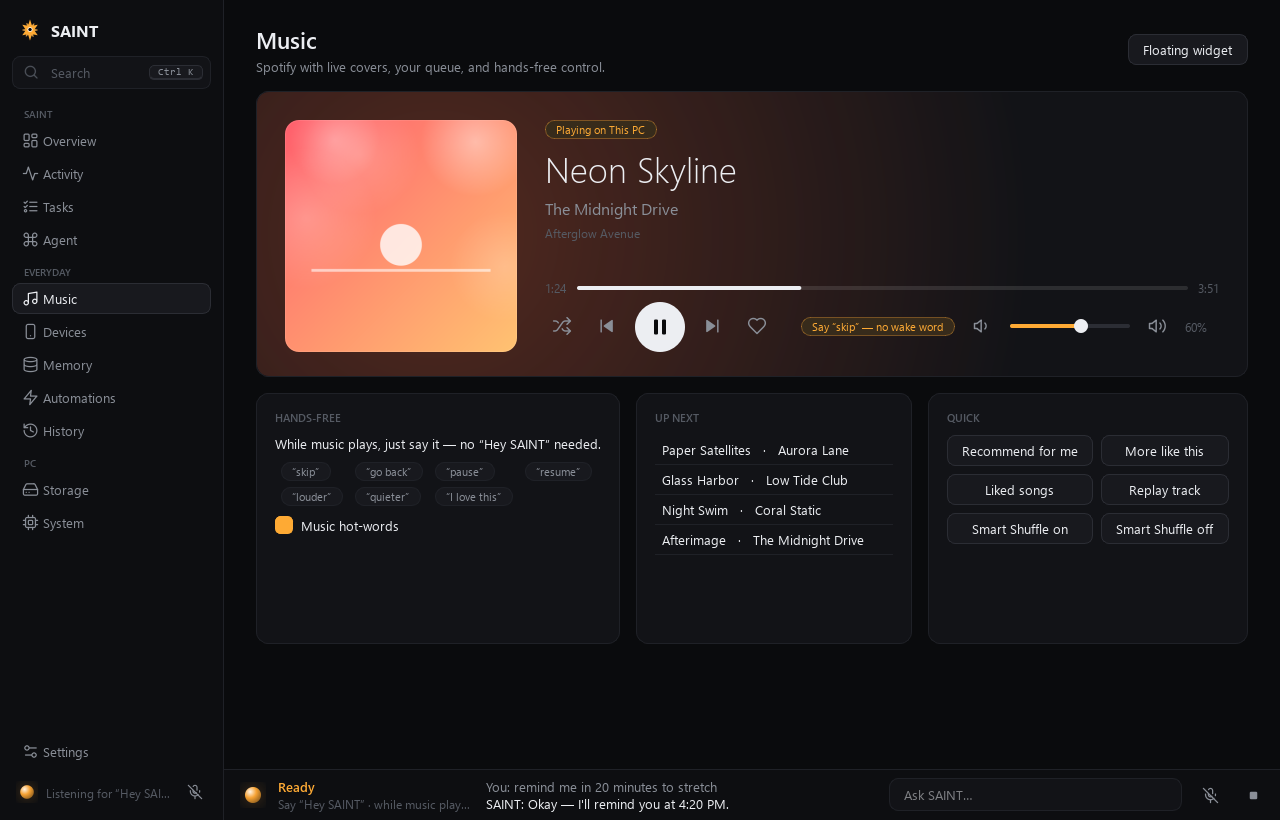 SAINT
Search
Ctrl K
SAINT
Overview
Activity
Tasks
Agent
EVERYDAY
Music
Devices
Memory
Automations
History
PC
Storage
System
Settings
Listening for “Hey SAI...
Music
Spotify with live covers, your queue, and hands-free control.
Floating widget
Playing on This PC
Neon Skyline
The Midnight Drive
Afterglow Avenue
1:24
3:51
Say “skip” — no wake word
60%
HANDS-FREE
While music plays, just say it — no “Hey SAINT” needed.
“skip” “go back” “pause” “resume”
“louder” “quieter” “I love this”
Music hot-words
UP NEXT
Paper Satellites · Aurora Lane
Glass Harbor · Low Tide Club
Night Swim · Coral Static
Afterimage · The Midnight Drive
QUICK
Recommend for me More like this
Liked songs Replay track
Smart Shuffle on Smart Shuffle off
Ready
Say “Hey SAINT” · while music play...
You: remind me in 20 minutes to stretch
SAINT: Okay — I'll remind you at 4:20 PM.
Ask SAINT...